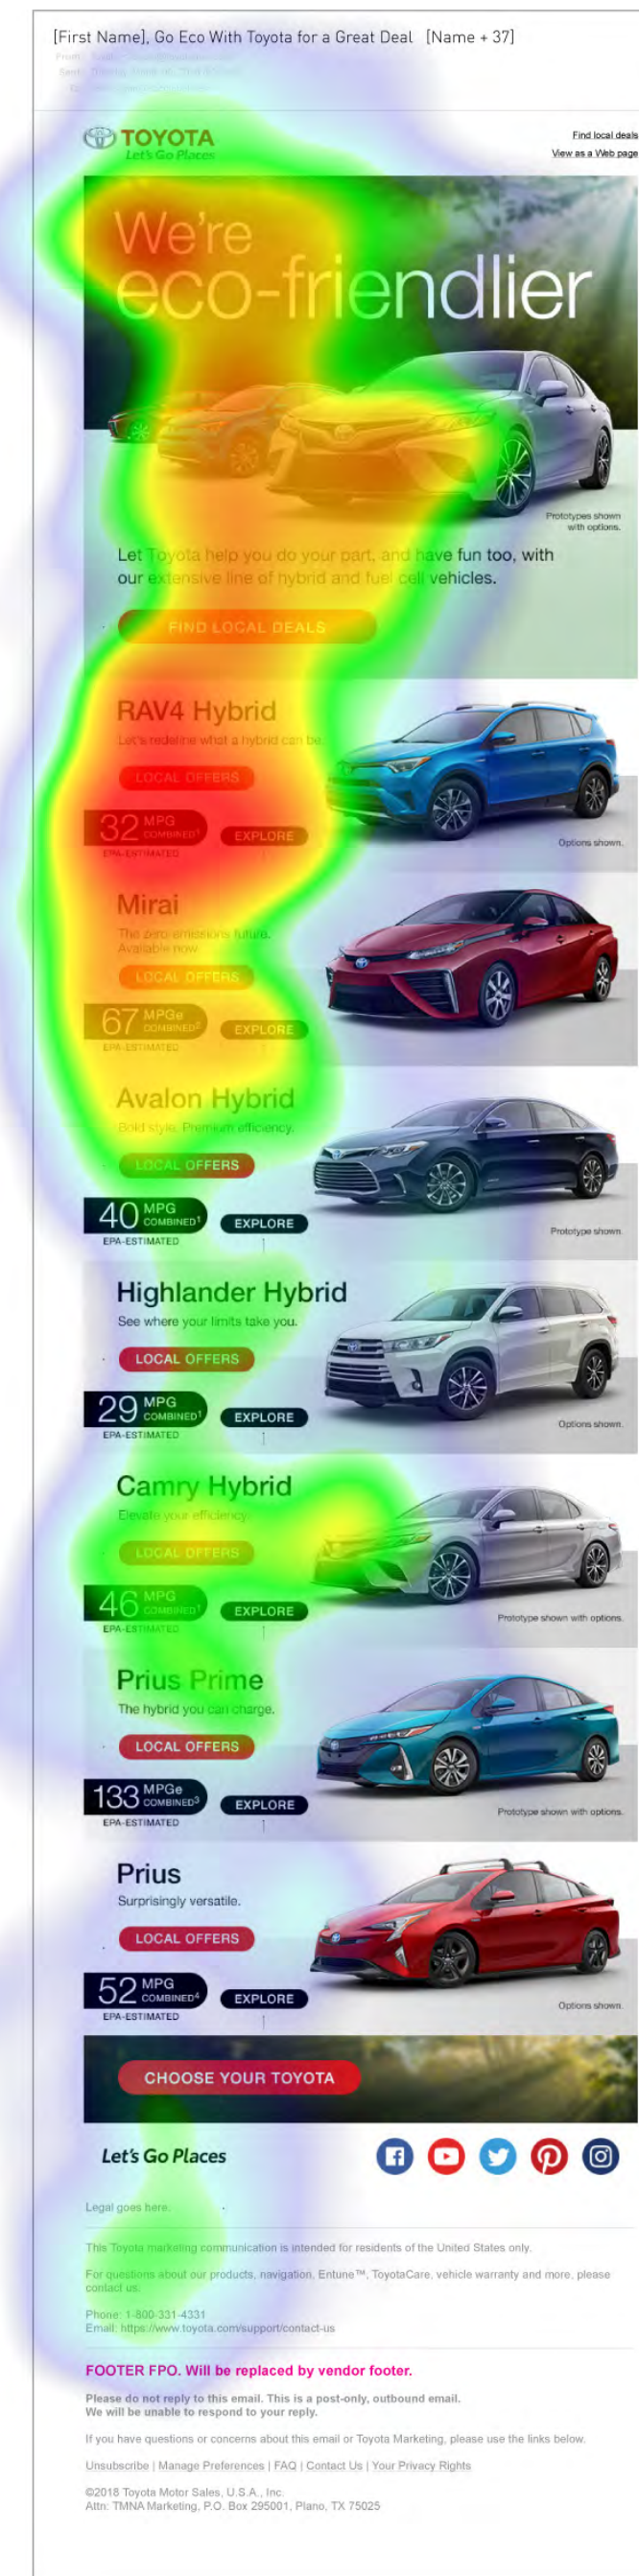 [First Name], Go Eco With Toyota for a Great Deal [Name + 37]
From:
Sent:
TOYOTA
Let's Go Places
Find local deals
View as a Web page
We're
eco-friendlier
Prototypes shown
with options.
Let Toyota help you do your part, and have fun too, with
our extensive line of hybrid and fuel cell vehicles.
FIND LOCAL DEALS
RAV4 Hybrid
Let's redefine what a hybrid can be.
LOCAL OFFERS
32 MPG COMBINED¹
EXPLORE
EPA-ESTIMATED
Options shown.
Mirai
The zero-emissions future.
Available now.
LOCAL OFFERS
67 MPGe COMBINED²
EXPLORE
EPA-ESTIMATED
Avalon Hybrid
Bold style. Premium efficiency.
LOCAL OFFERS
40 MPG COMBINED¹
EXPLORE
EPA-ESTIMATED
Prototype shown.
Highlander Hybrid
See where your limits take you.
LOCAL OFFERS
29 MPG COMBINED¹
EXPLORE
EPA-ESTIMATED
Options shown.
Camry Hybrid
Elevate your efficiency.
LOCAL OFFERS
46 MPG COMBINED¹
EXPLORE
EPA-ESTIMATED
Prototype shown with options.
Prius Prime
The hybrid you can charge.
LOCAL OFFERS
133 MPGe COMBINED³
EXPLORE
EPA-ESTIMATED
Prototype shown with options.
Prius
Surprisingly versatile.
LOCAL OFFERS
52 MPG COMBINED⁴
EXPLORE
EPA-ESTIMATED
Options shown.
CHOOSE YOUR TOYOTA
Let's Go Places
Legal goes here.
This Toyota marketing communication is intended for residents of the United States only.
For questions about our products, navigation, Entune™, ToyotaCare, vehicle warranty and more, please
contact us:
Phone: 1-800-331-4331
Email: https://www.toyota.com/support/contact-us
FOOTER FPO. Will be replaced by vendor footer.
Please do not reply to this email. This is a post-only, outbound email.
We will be unable to respond to your reply.
If you have questions or concerns about this email or Toyota Marketing, please use the links below.
Unsubscribe | Manage Preferences | FAQ | Contact Us | Your Privacy Rights
©2018 Toyota Motor Sales, U.S.A., Inc.
Attn: TMNA Marketing, P.O. Box 295001, Plano, TX 75025